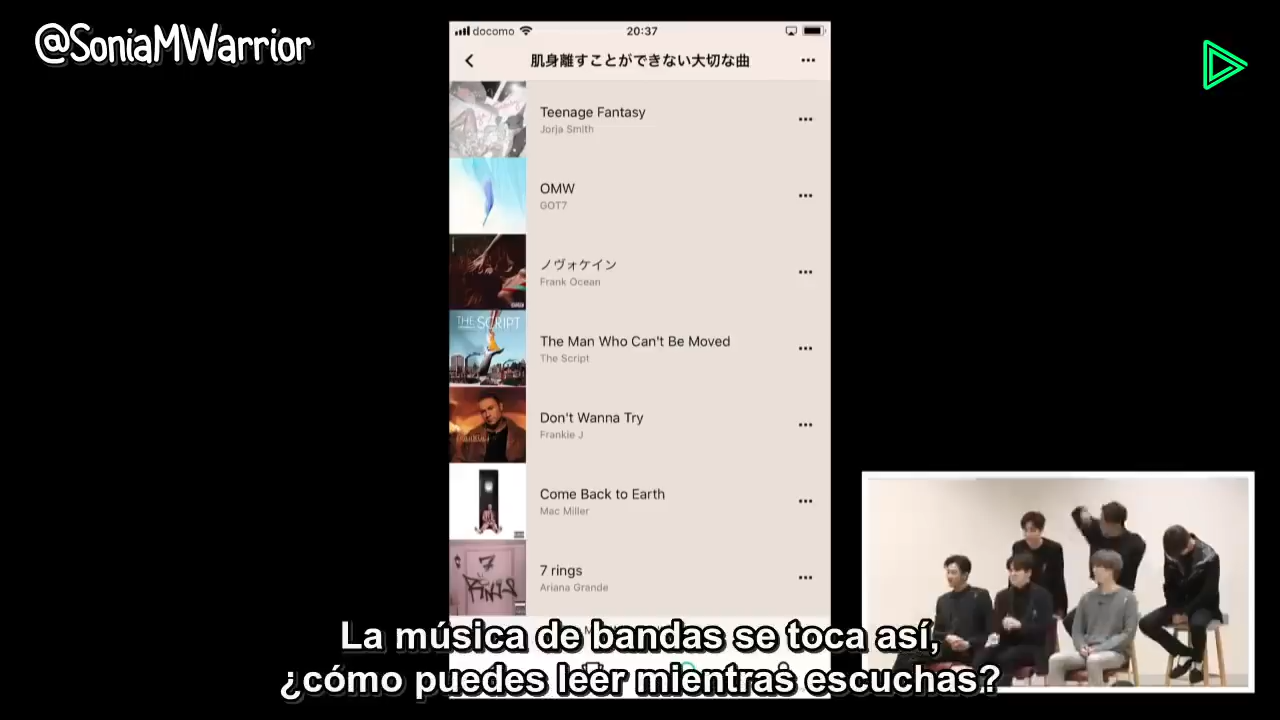 @SoniaMWarrior
docomo 20:37
肌身離すことができない大切な曲
Teenage Fantasy
Jorja Smith
OMW
GOT7
ノヴォケイン
Frank Ocean
THE SCRIPT
The Man Who Can't Be Moved
The Script
Don't Wanna Try
Frankie J
Come Back to Earth
Mac Miller
7 RINGS
7 rings
Ariana Grande
La música de bandas se toca así,
¿cómo puedes leer mientras escuchas?